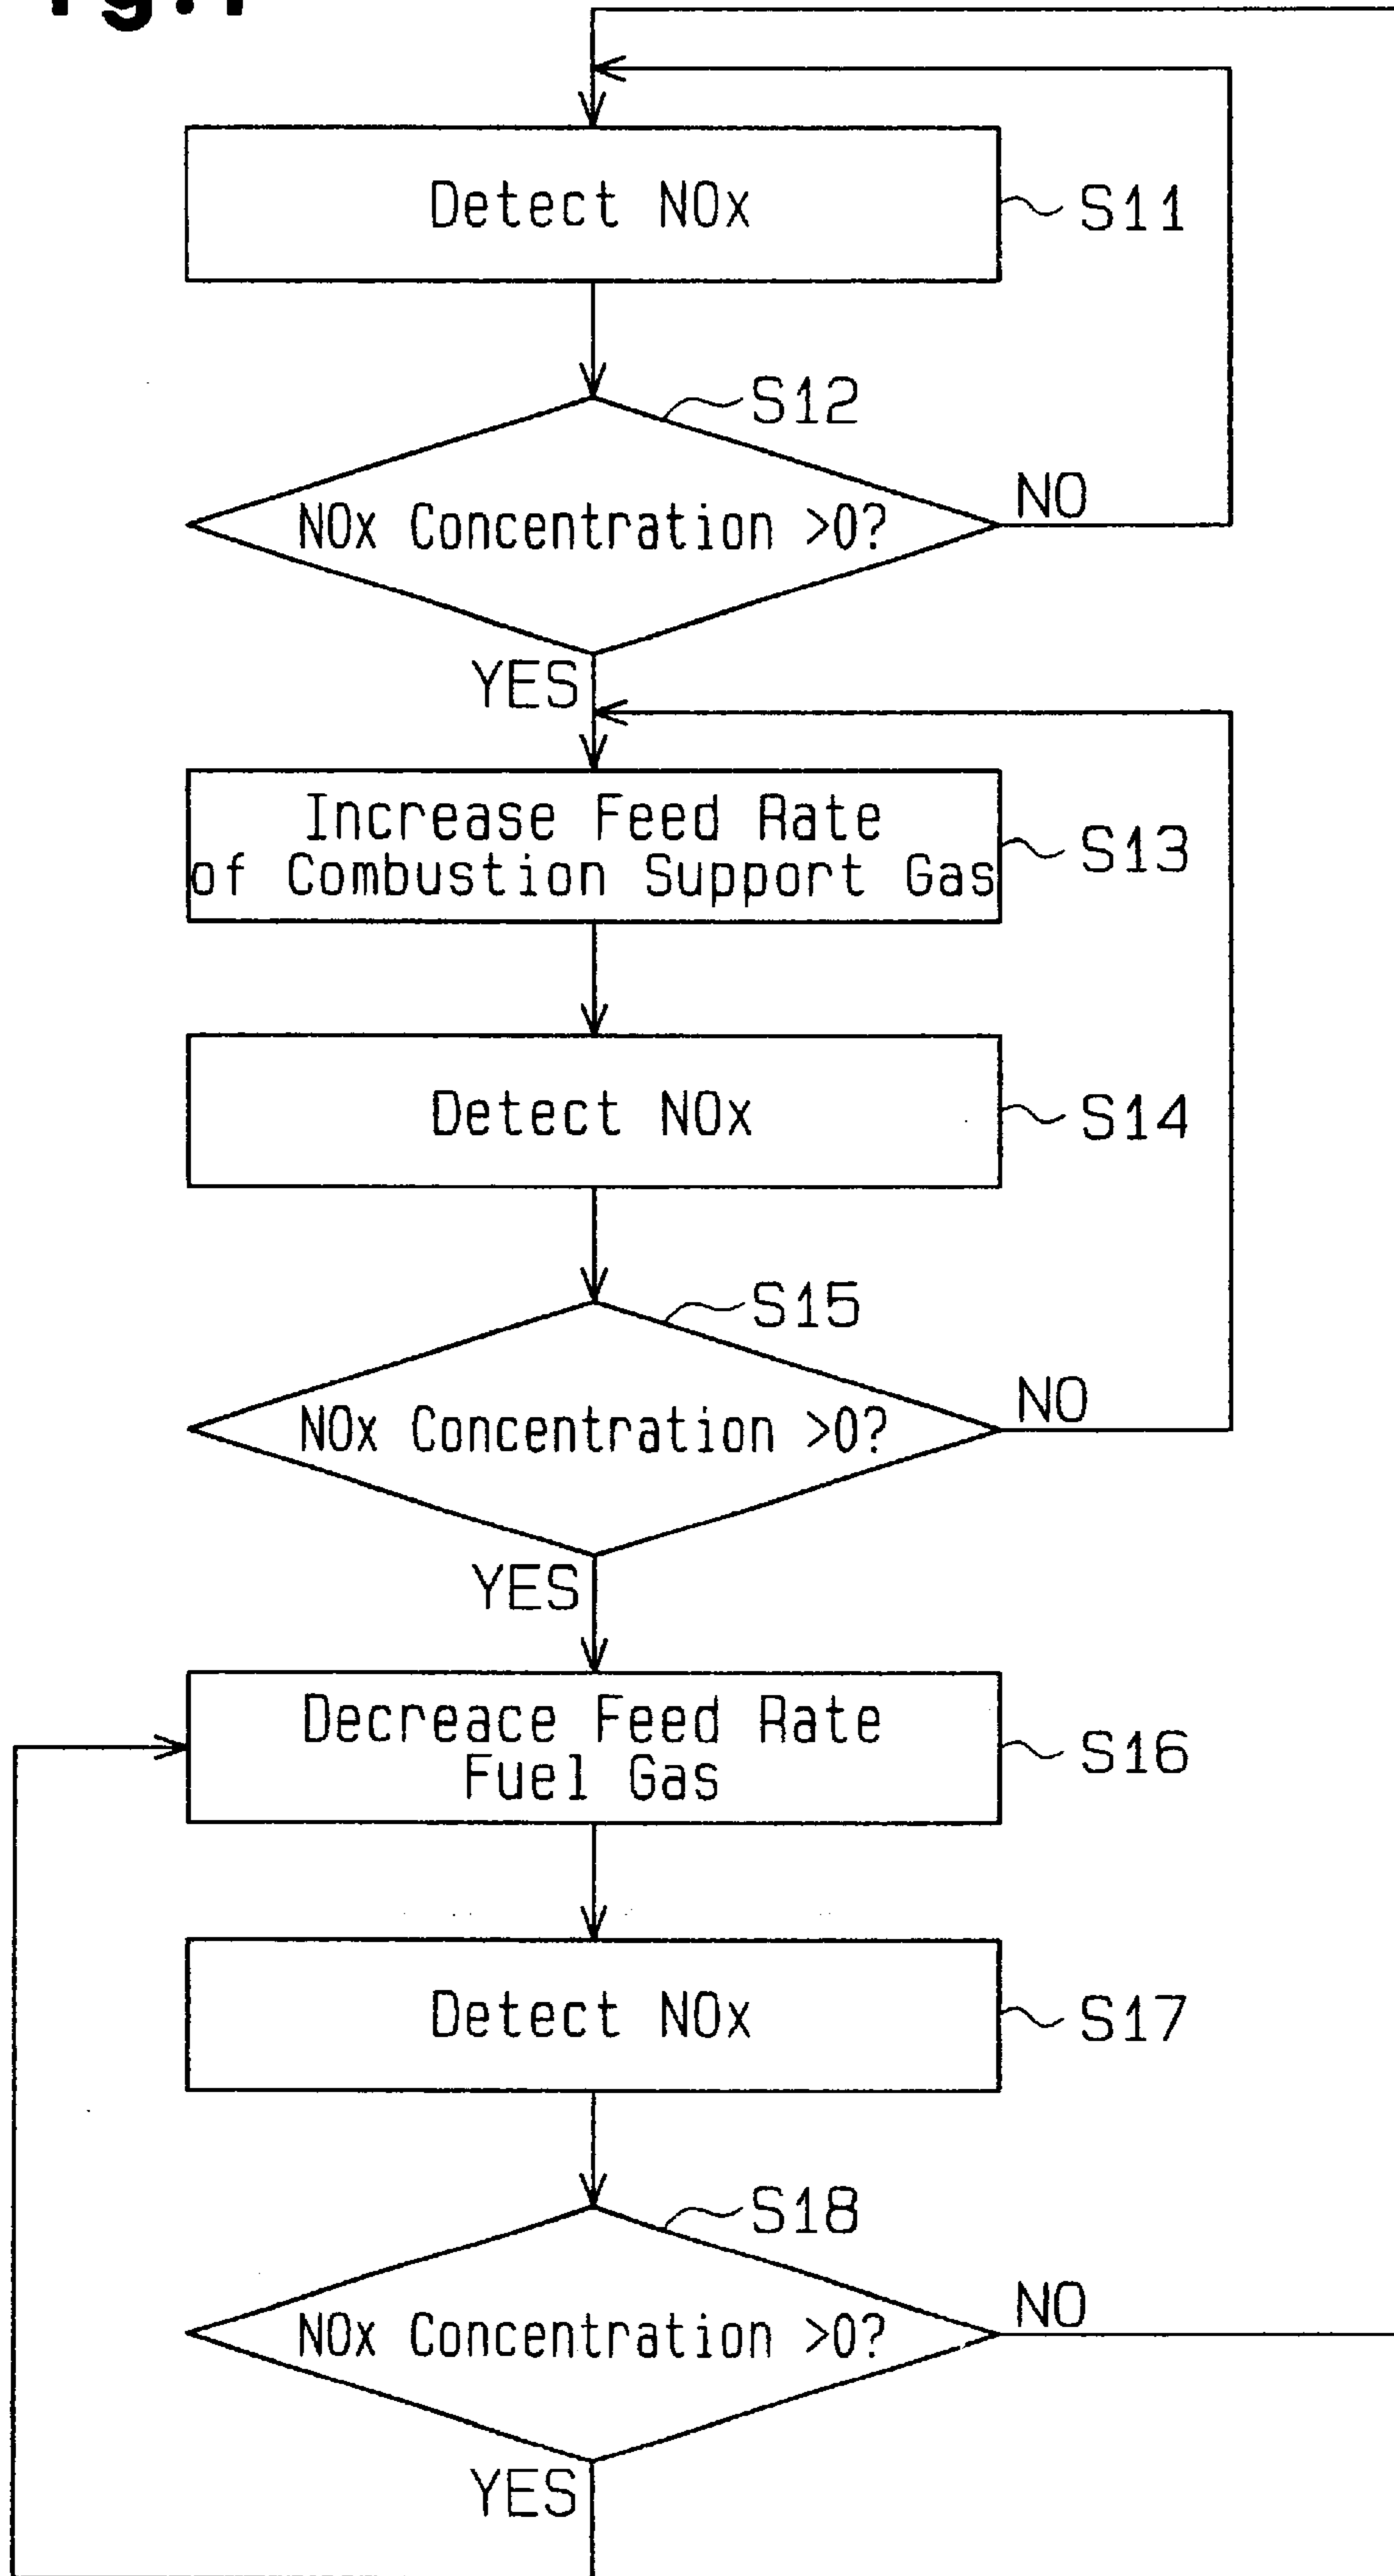 Detect NOx
S11
S12
NOx Concentration >0?
NO
YES
Increase Feed Rate
of Combustion Support Gas
S13
Detect NOx
S14
S15
NOx Concentration >0?
NO
YES
Decreace Feed Rate
Fuel Gas
S16
Detect NOx
S17
S18
NOx Concentration >0?
NO
YES